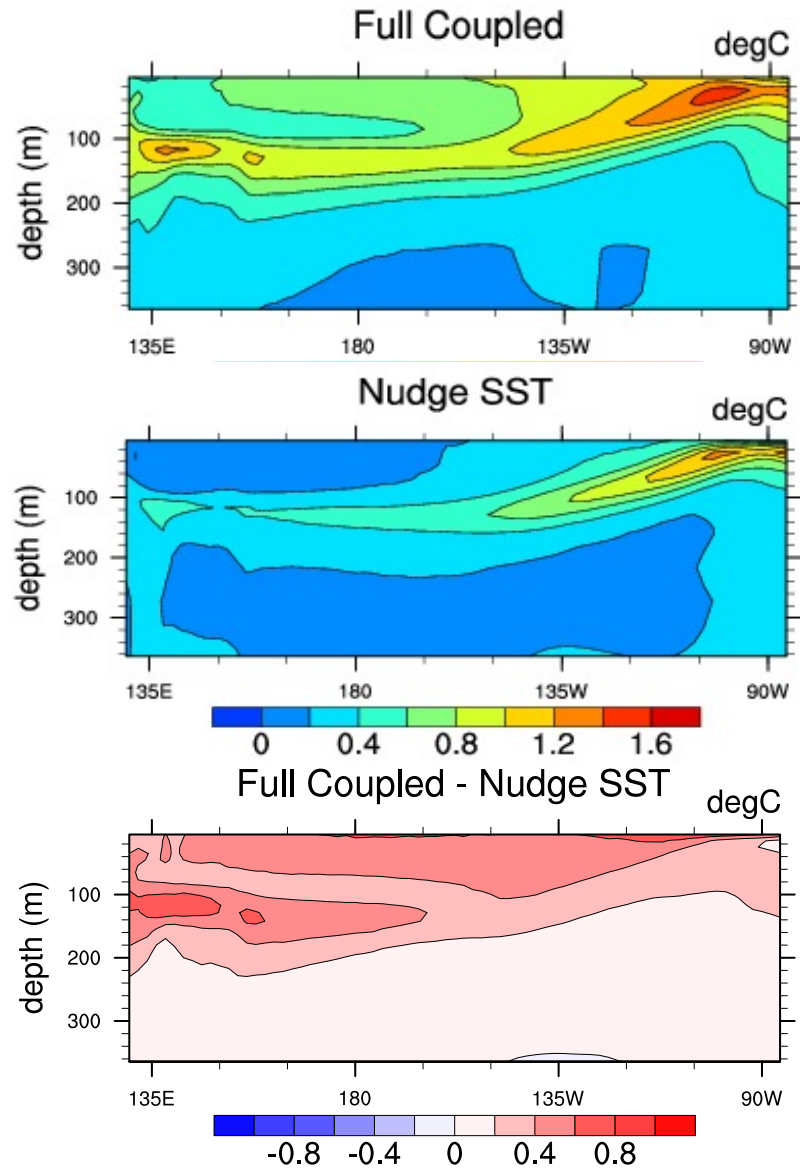 Full Coupled
degC
depth (m)
100
200
300
135E 180 135W 90W
Nudge SST
degC
depth (m)
100
200
300
135E 180 135W 90W
0 0.4 0.8 1.2 1.6
Full Coupled - Nudge SST
degC
depth (m)
100
200
300
135E 180 135W 90W
-0.8 -0.4 0 0.4 0.8